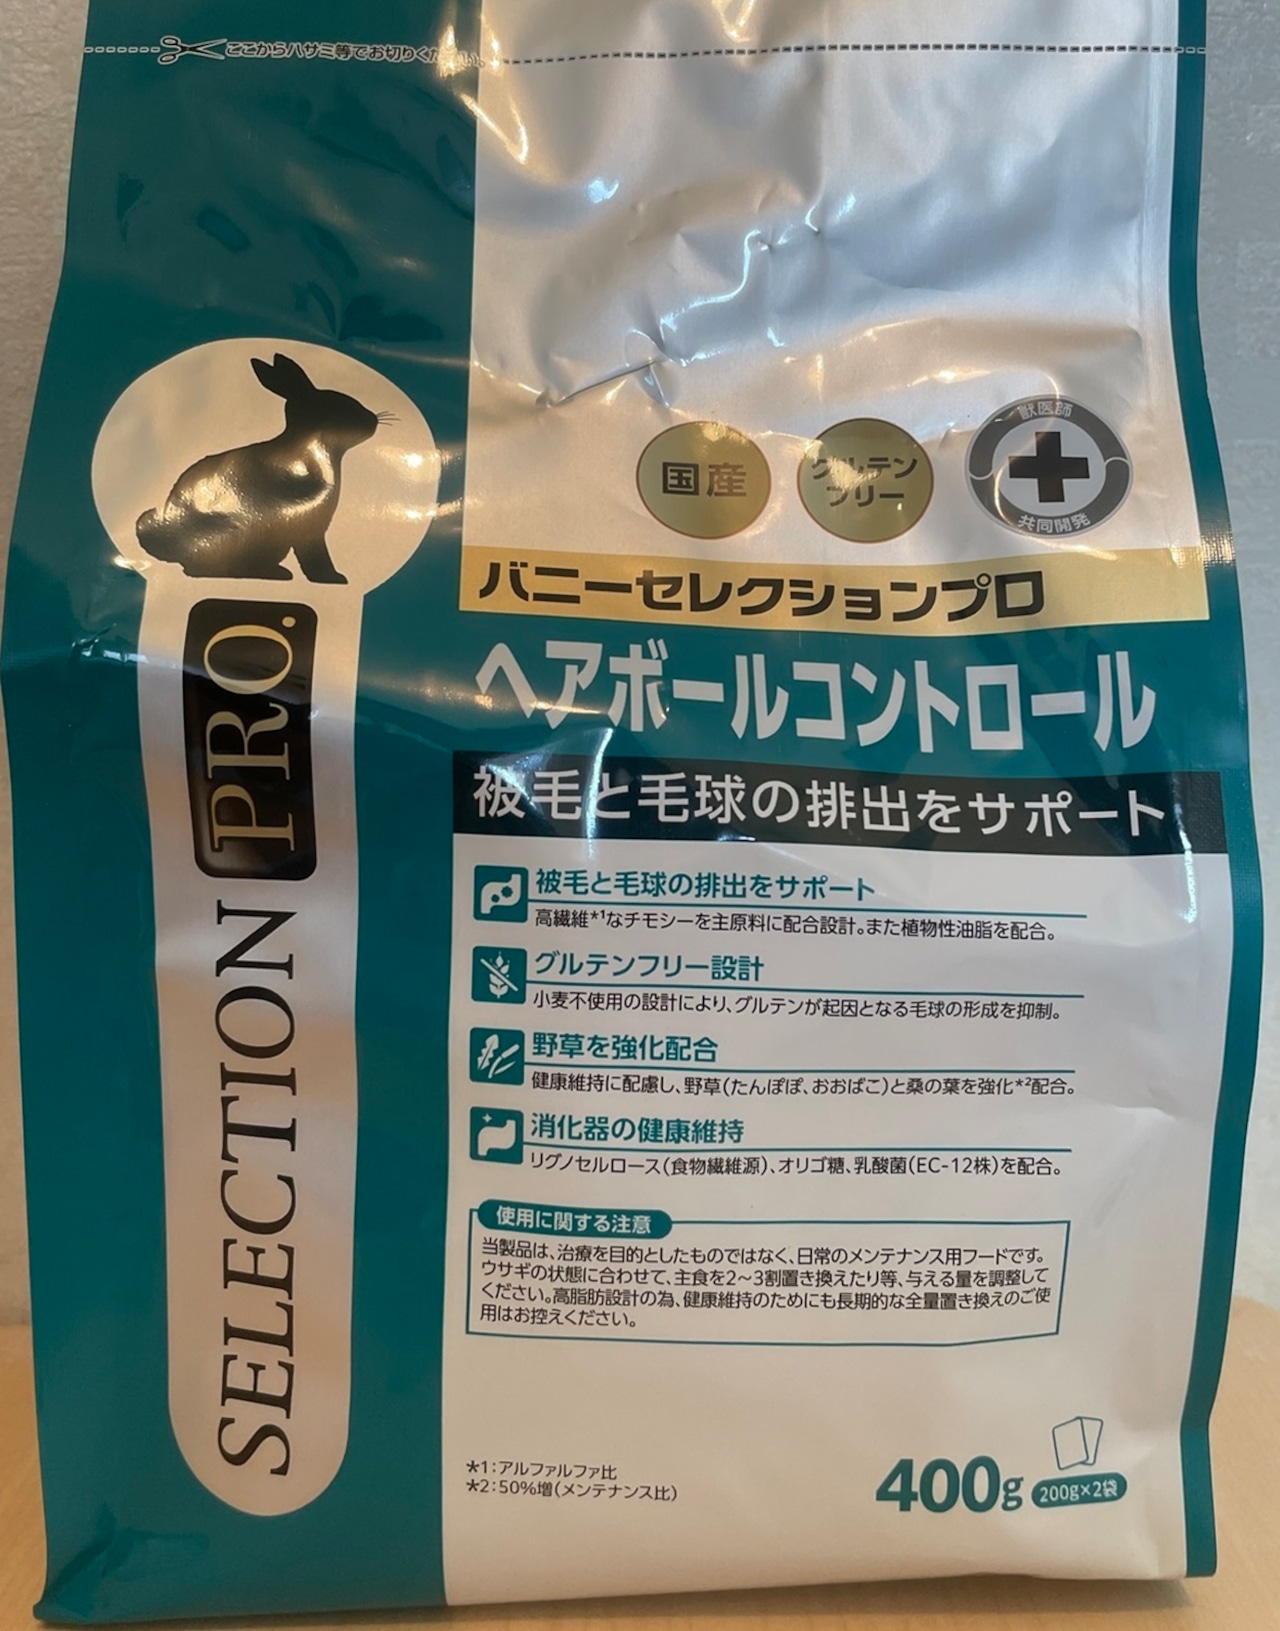 ここからハサミ等でお切りください。
国産
グルテン
フリー
獣医師
共同開発
バニーセレクションプロ
ヘアボールコントロール
被毛と毛球の排出をサポート
SELECTION PRO.
被毛と毛球の排出をサポート
高繊維*1なチモシーを主原料に配合設計。また植物性油脂を配合。
グルテンフリー設計
小麦不使用の設計により、グルテンが起因となる毛球の形成を抑制。
野草を強化配合
健康維持に配慮し、野草(たんぽぽ、おおばこ)と桑の葉を強化*2配合。
消化器の健康維持
リグノセルロース(食物繊維源)、オリゴ糖、乳酸菌(EC-12株)を配合。
使用に関する注意
当製品は、治療を目的としたものではなく、日常のメンテナンス用フードです。
ウサギの状態に合わせて、主食を2〜3割置き換えたり等、与える量を調整して
ください。高脂肪設計の為、健康維持のためにも長期的な全量置き換えのご使
用はお控えください。
*1:アルファルファ比
*2:50%増(メンテナンス比)
400g
200g×2袋